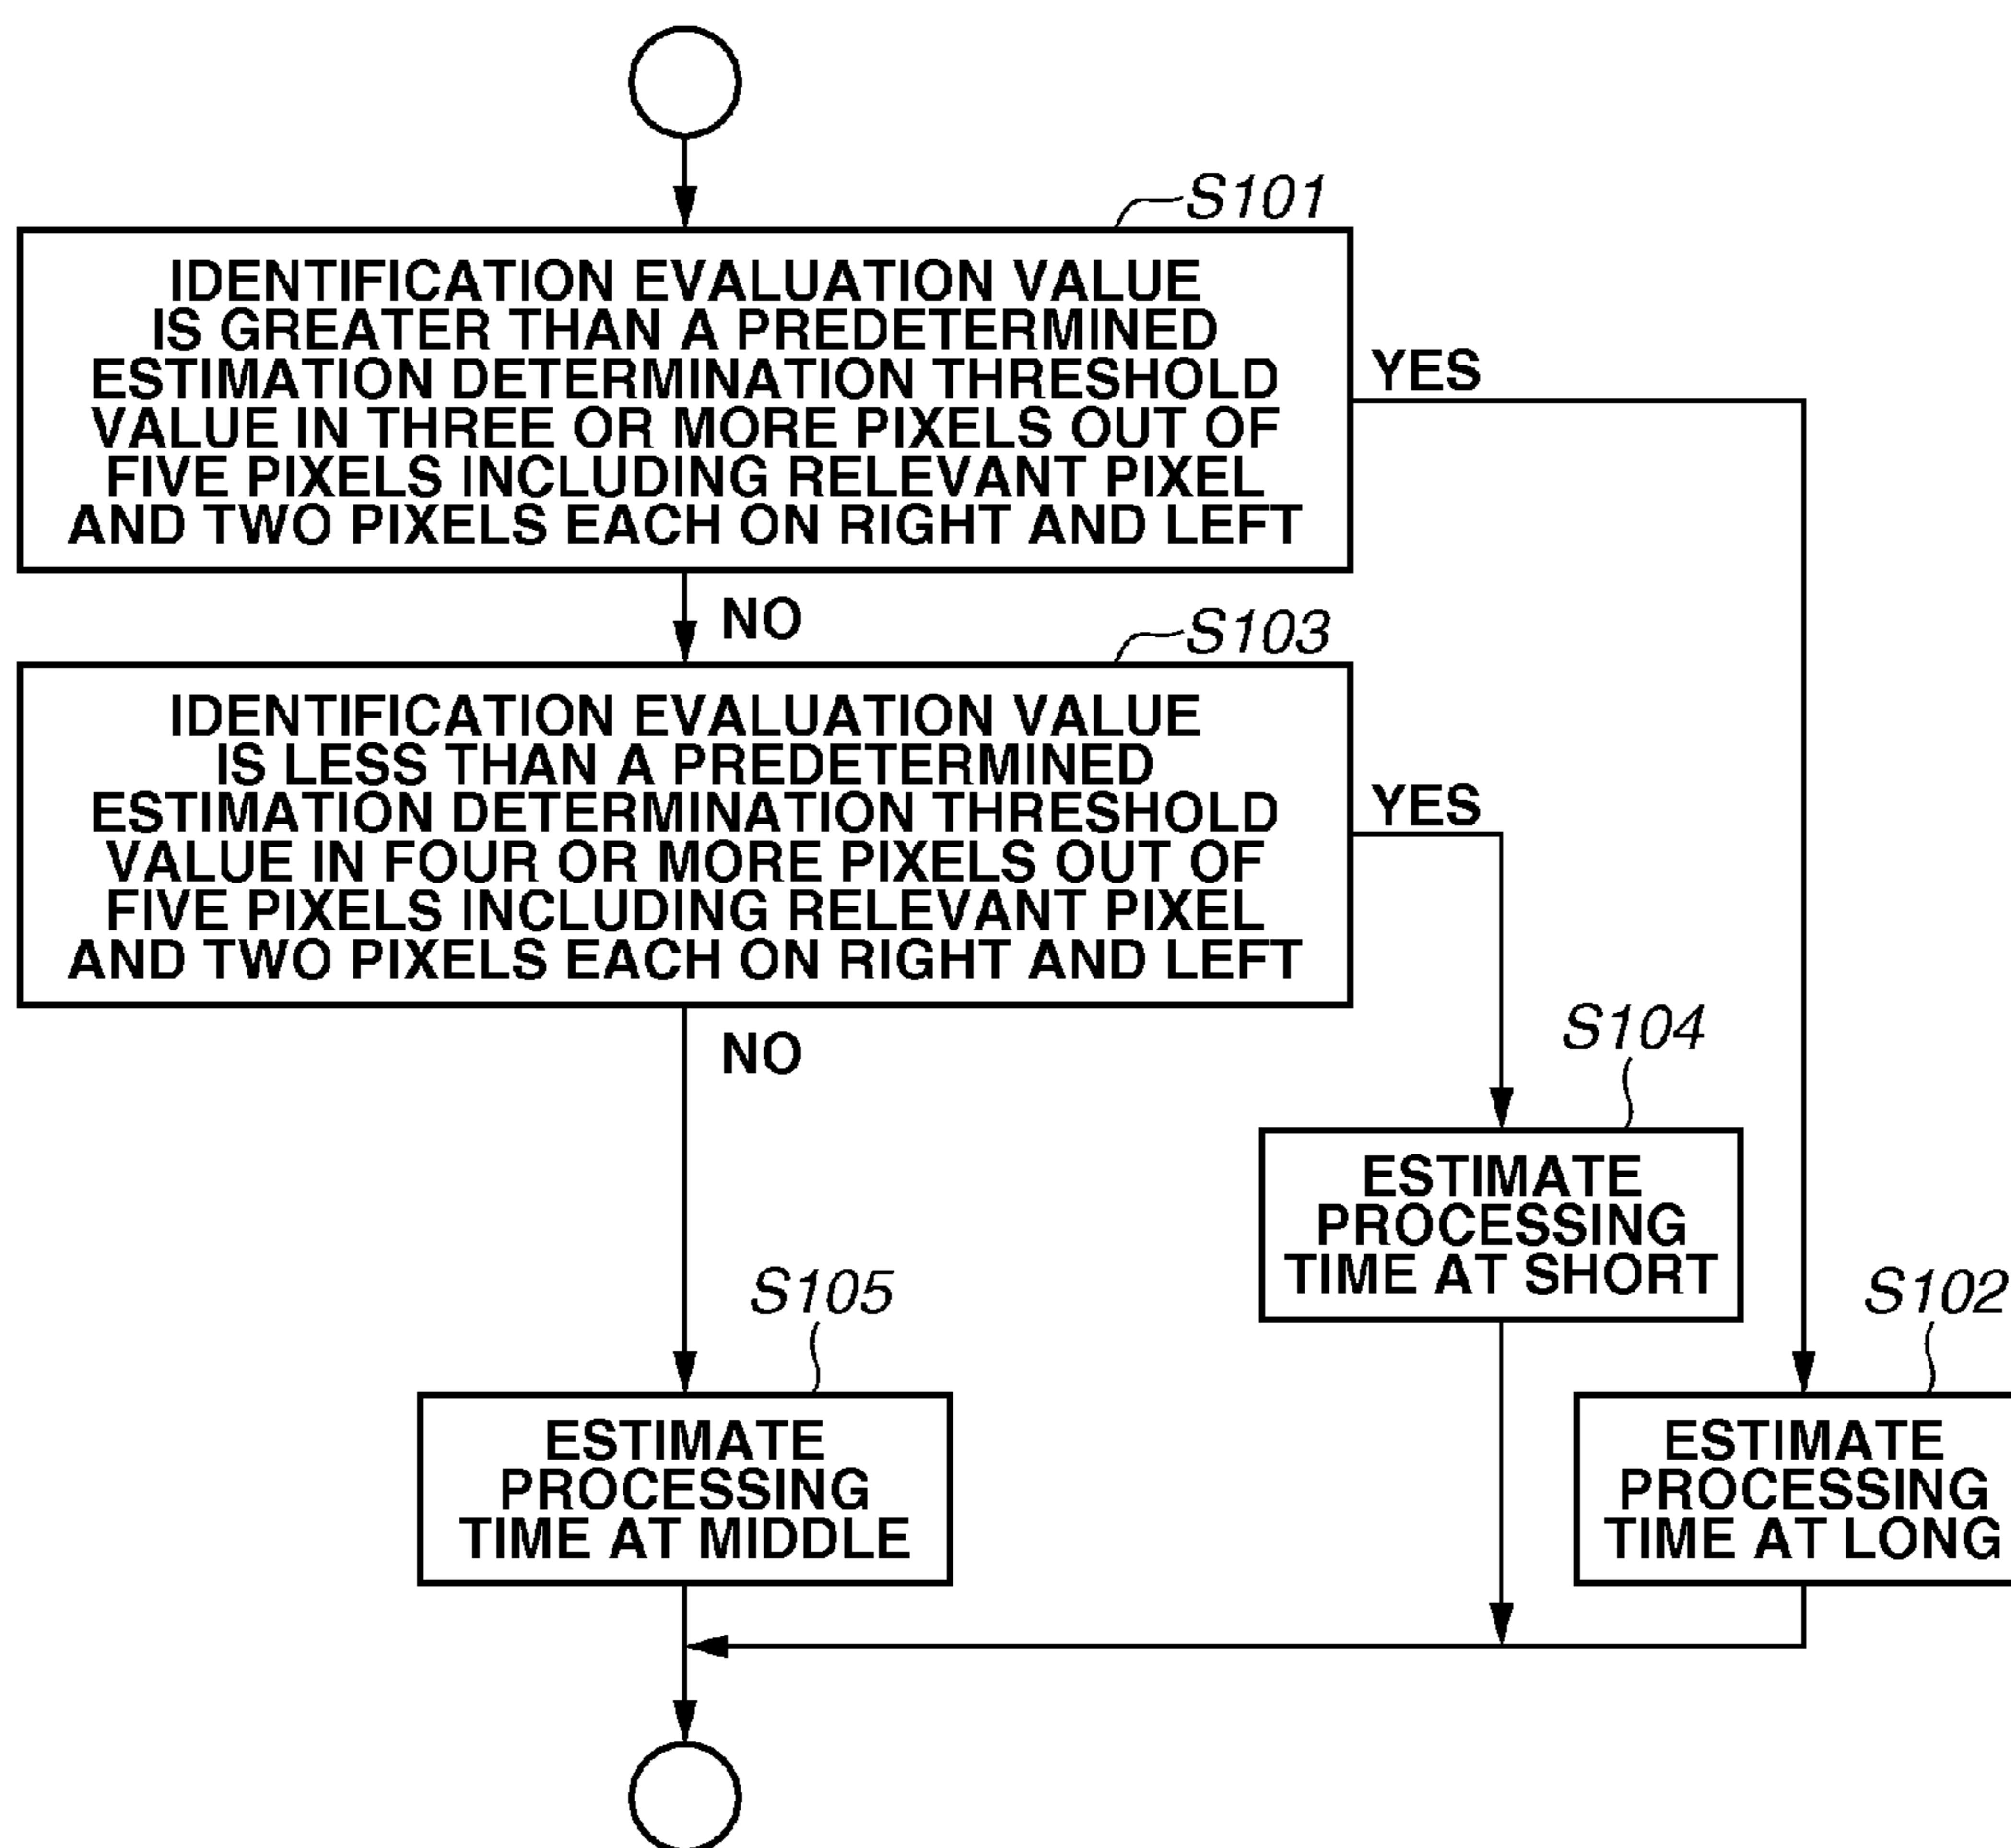 S101
IDENTIFICATION EVALUATION VALUE
IS GREATER THAN A PREDETERMINED
ESTIMATION DETERMINATION THRESHOLD
VALUE IN THREE OR MORE PIXELS OUT OF
FIVE PIXELS INCLUDING RELEVANT PIXEL
AND TWO PIXELS EACH ON RIGHT AND LEFT
YES
NO
S103
IDENTIFICATION EVALUATION VALUE
IS LESS THAN A PREDETERMINED
ESTIMATION DETERMINATION THRESHOLD
VALUE IN FOUR OR MORE PIXELS OUT OF
FIVE PIXELS INCLUDING RELEVANT PIXEL
AND TWO PIXELS EACH ON RIGHT AND LEFT
YES
NO
S104
ESTIMATE
PROCESSING
TIME AT SHORT
S105
ESTIMATE
PROCESSING
TIME AT MIDDLE
S102
ESTIMATE
PROCESSING
TIME AT LONG